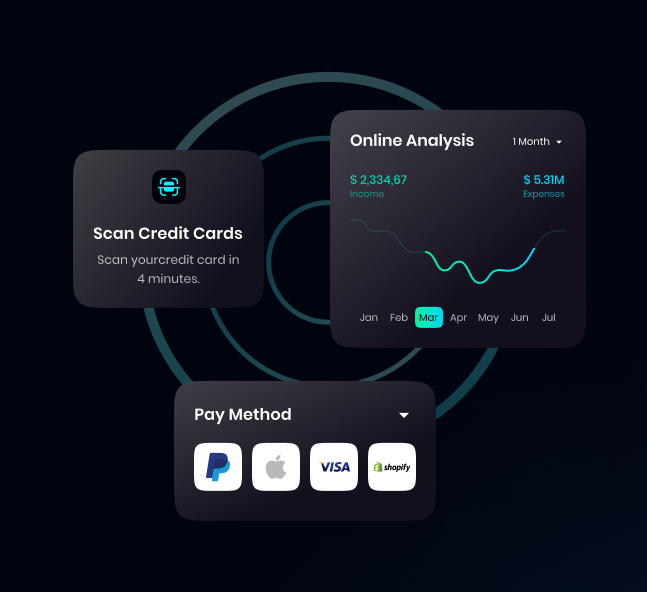 Online Analysis
1 Month
$ 2,334,67
$ 5.31M
Income
Expenses
Jan Feb Mar Apr May Jun Jul
Scan Credit Cards
Scan yourcredit card in
4 minutes.
Pay Method
VISA
shopify